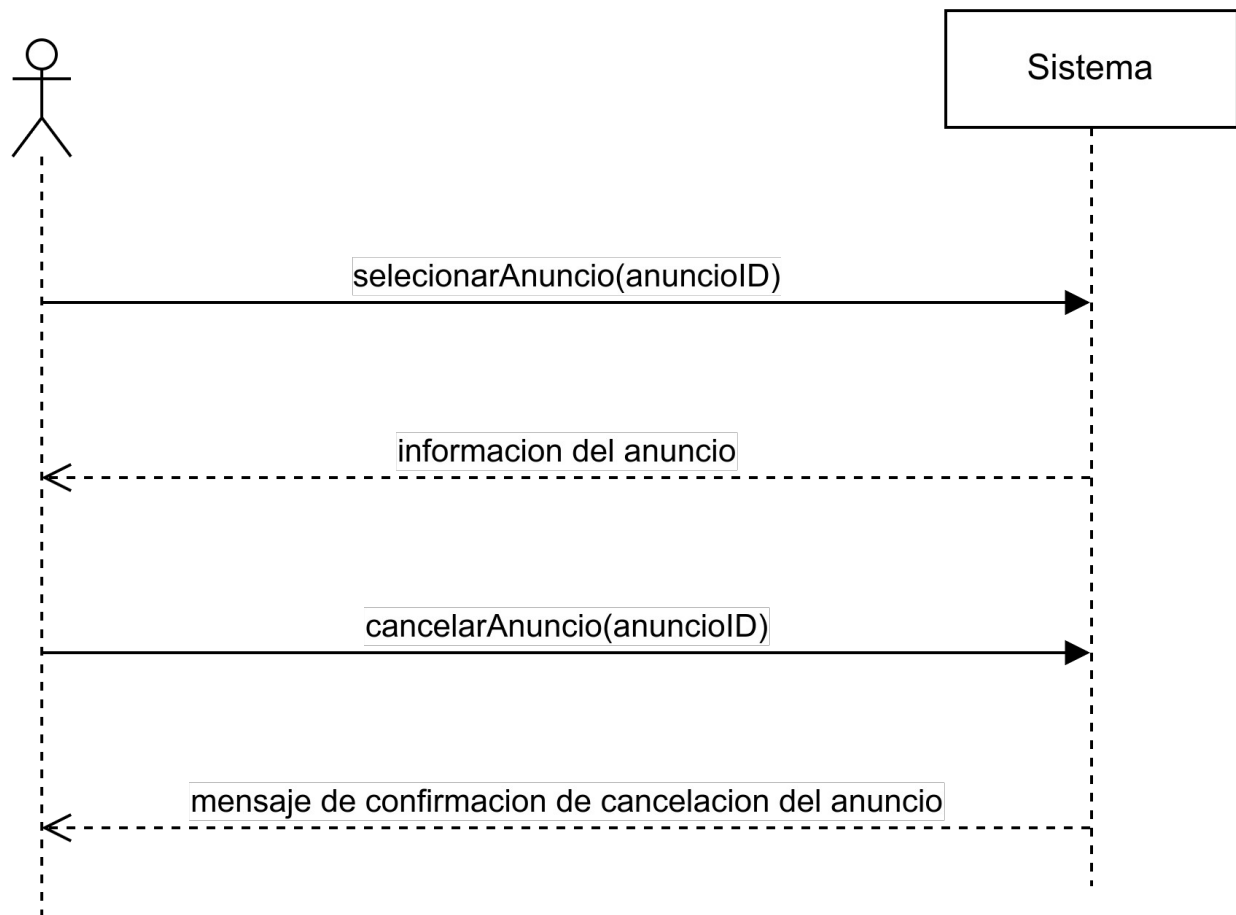 Sistema
selecionarAnuncio(anuncioID)
informacion del anuncio
cancelarAnuncio(anuncioID)
mensaje de confirmacion de cancelacion del anuncio